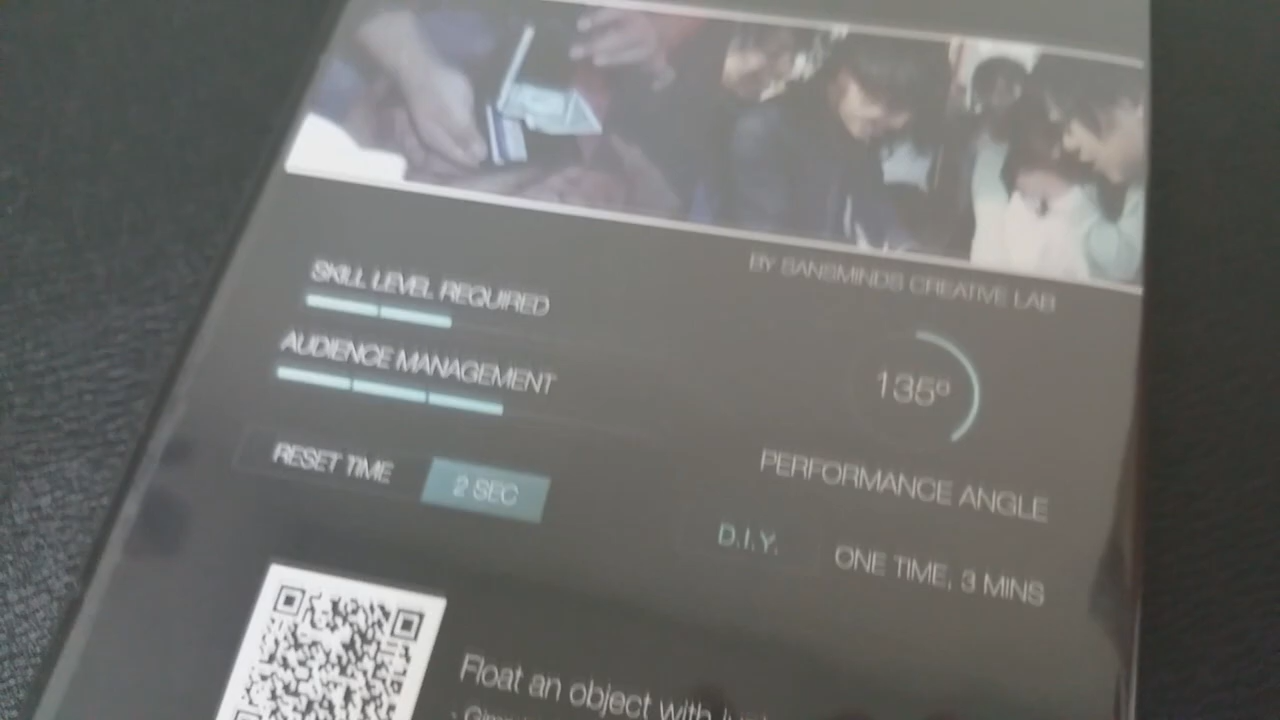 BY SANSMINDS CREATIVE LAB
SKILL LEVEL REQUIRED
AUDIENCE MANAGEMENT
135º
RESET TIME 2 SEC
PERFORMANCE ANGLE
D.I.Y. ONE TIME, 3 MINS
Float an object with